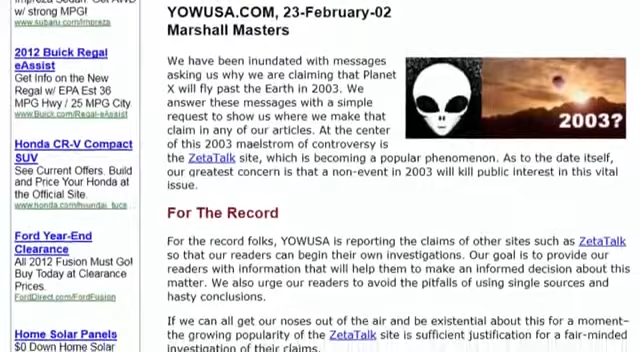 Impreza Sedan. Get AWD
w/ strong MPG!
www.subaru.com/Impreza
2012 Buick Regal
eAssist
Get Info on the New
Regal w/ EPA Est 36
MPG Hwy / 25 MPG City
www.Buick.com/Regal-eAssist
Honda CR-V Compact
SUV
See Current Offers. Build
and Price Your Honda at
the Official Site.
Ford Year-End
Clearance
All 2012 Fusion Must Go!
Buy Today at Clearance
Prices.
FordDirect.com/FordFusion
Home Solar Panels
$0 Down Home Solar
YOWUSA.COM, 23-February-02
Marshall Masters
We have been inundated with messages
asking us why we are claiming that Planet
X will fly past the Earth in 2003. We
answer these messages with a simple
request to show us where we make that
claim in any of our articles. At the center
of this 2003 maelstrom of controversy is
the ZetaTalk site, which is becoming a popular phenomenon. As to the date itself,
our greatest concern is that a non-event in 2003 will kill public interest in this vital
issue.
2003?
For The Record
For the record folks, YOWUSA is reporting the claims of other sites such as ZetaTalk
so that our readers can begin their own investigations. Our goal is to provide our
readers with information that will help them to make an informed decision about this
matter. We also urge our readers to avoid the pitfalls of using single sources and
hasty conclusions.
If we can all get our noses out of the air and be existential about this for a moment–
the growing popularity of the ZetaTalk site is sufficient justification for a fair-minded
investigation of their claims.